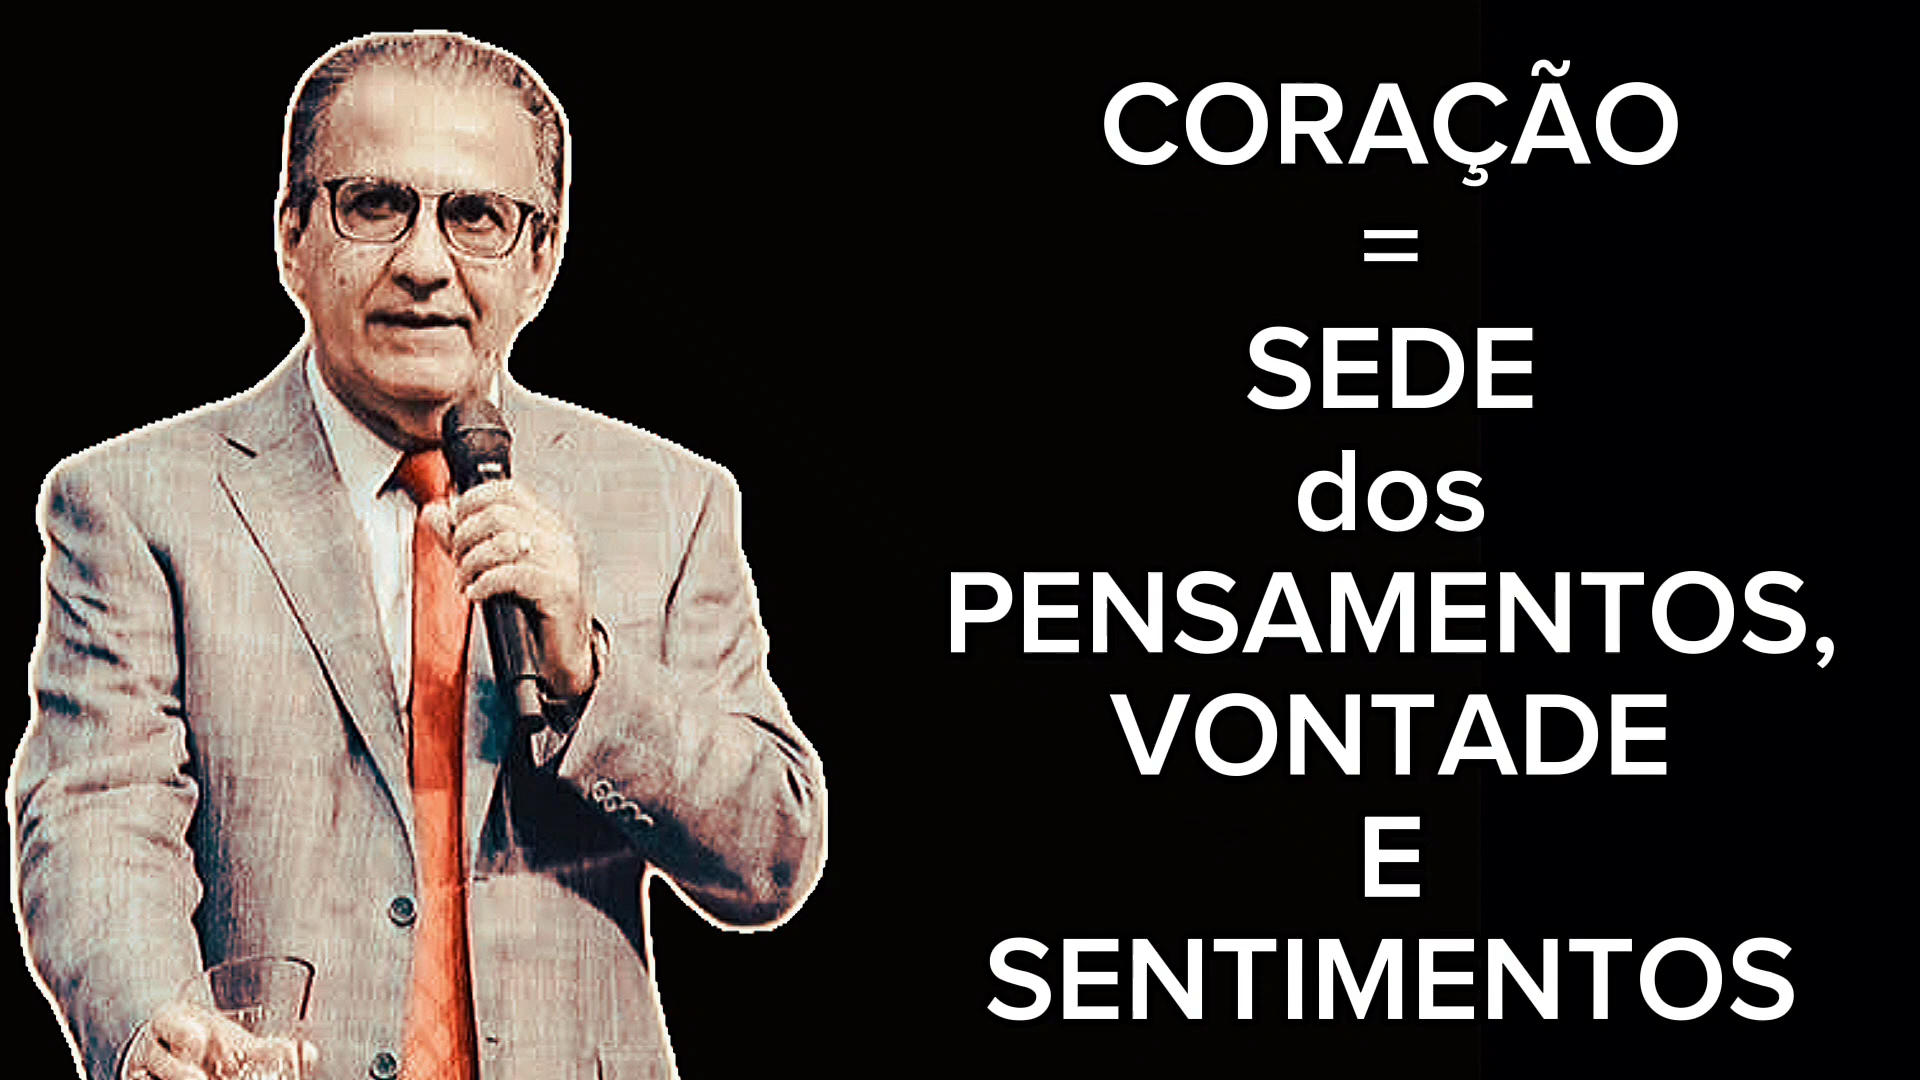 CORAÇÃO
=
SEDE
dos
PENSAMENTOS,
VONTADE
E
SENTIMENTOS